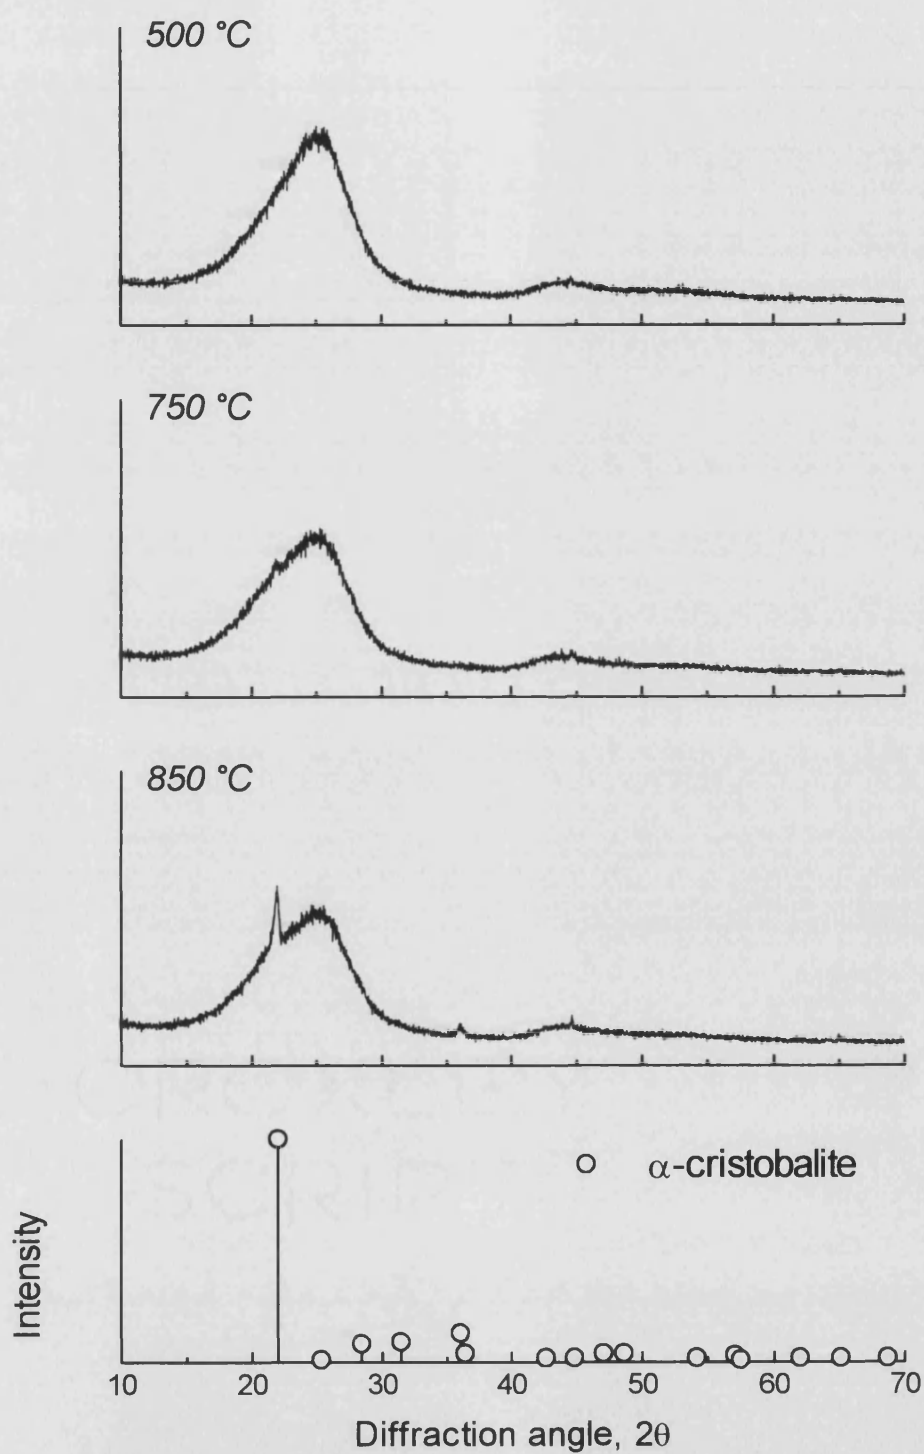 500 °C
750 °C
850 °C
α-cristobalite
Intensity
10 20 30 40 50 60 70
Diffraction angle, 2θ